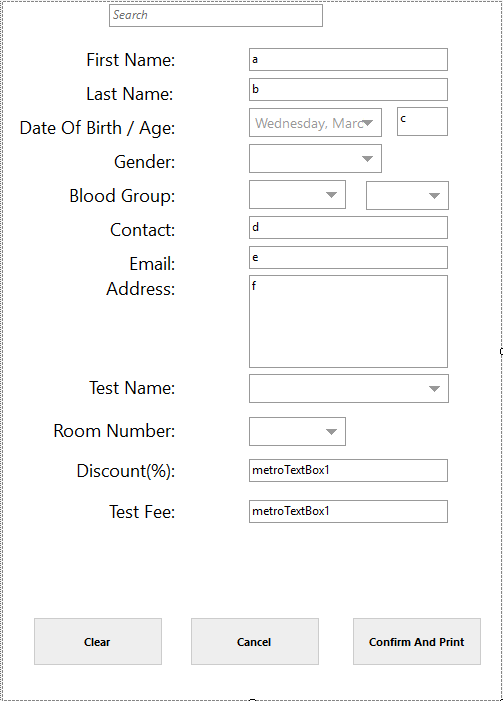 Search
First Name: a
Last Name: b
Date Of Birth / Age: Wednesday, Marc c
Gender:
Blood Group:
Contact: d
Email: e
Address: f
Test Name:
Room Number:
Discount(%): metroTextBox1
Test Fee: metroTextBox1
Clear Cancel Confirm And Print